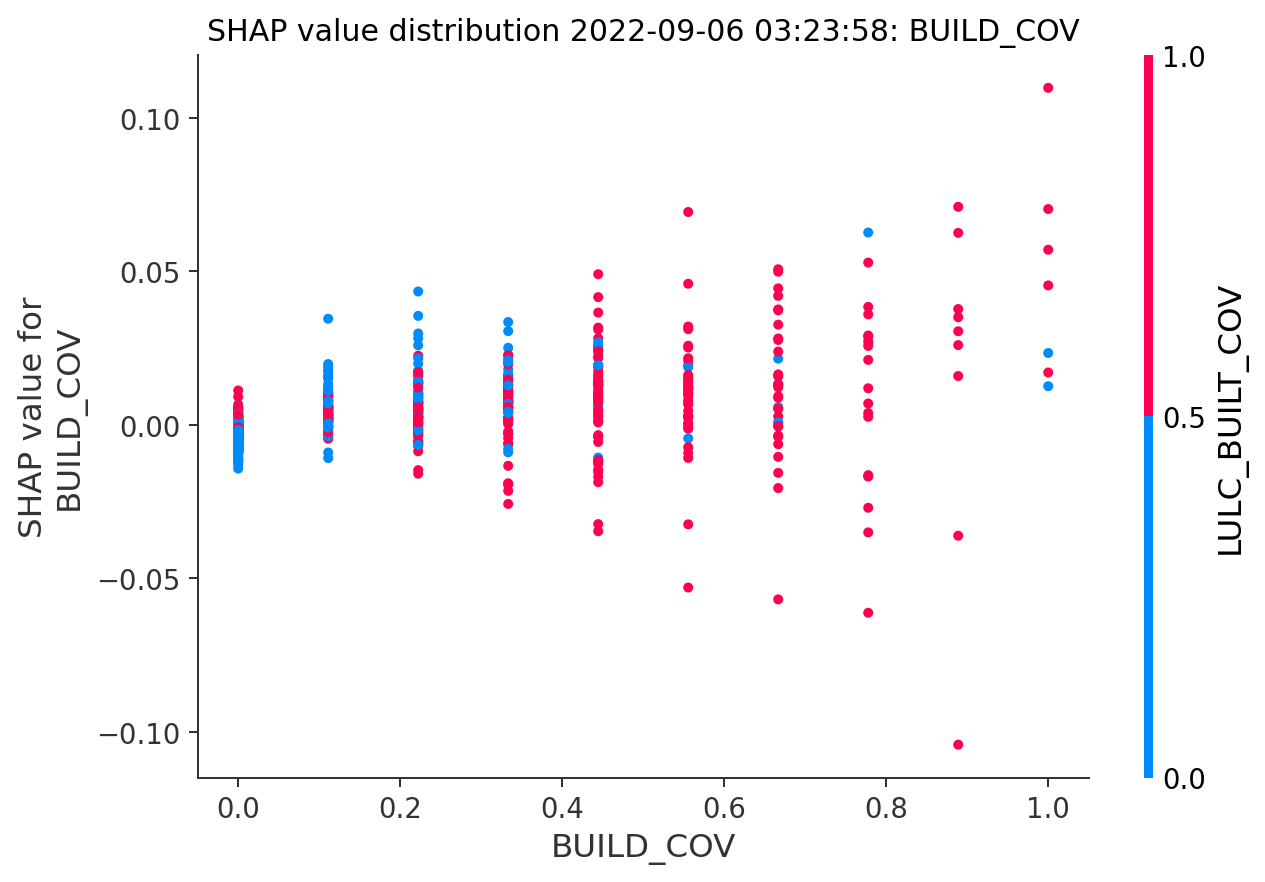 SHAP value distribution 2022-09-06 03:23:58: BUILD_COV
SHAP value for
BUILD_COV
0.10
0.05
0.00
−0.05
−0.10
0.0
0.2
0.4
0.6
0.8
1.0
BUILD_COV
1.0
0.5
0.0
LULC_BUILT_COV